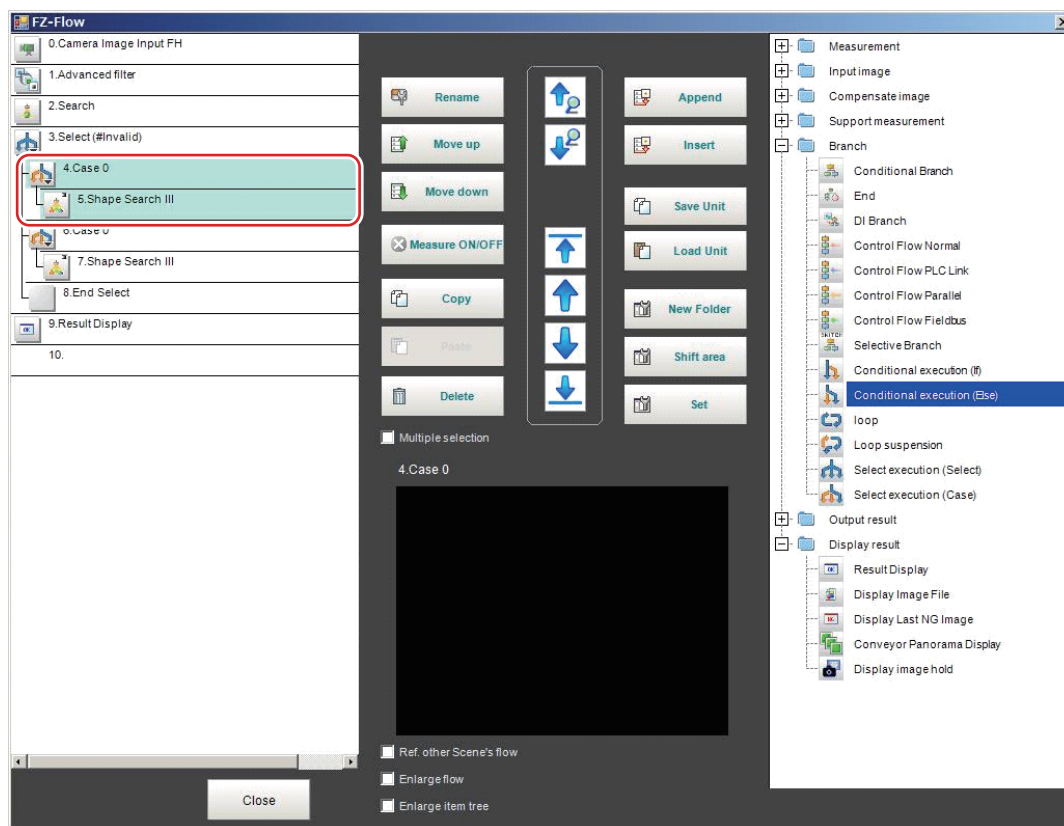 FZ-Flow
0.Camera Image Input FH
1.Advanced filter
2.Search
3.Select (#Invalid)
4.Case 0
5.Shape Search III
6.Case 0
7.Shape Search III
8.End Select
9.Result Display
10.
Close
Rename
Move up
Move down
Measure ON/OFF
Copy
Paste
Delete
Append
Insert
Save Unit
Load Unit
New Folder
Shift area
Set
Multiple selection
4.Case 0
Ref. other Scene's flow
Enlarge flow
Enlarge item tree
Measurement
Input image
Compensate image
Support measurement
Branch
Conditional Branch
End
DI Branch
Control Flow Normal
Control Flow PLC Link
Control Flow Parallel
Control Flow Fieldbus
Selective Branch
Conditional execution (If)
Conditional execution (Else)
loop
Loop suspension
Select execution (Select)
Select execution (Case)
Output result
Display result
Result Display
Display Image File
Display Last NG Image
Conveyor Panorama Display
Display image hold